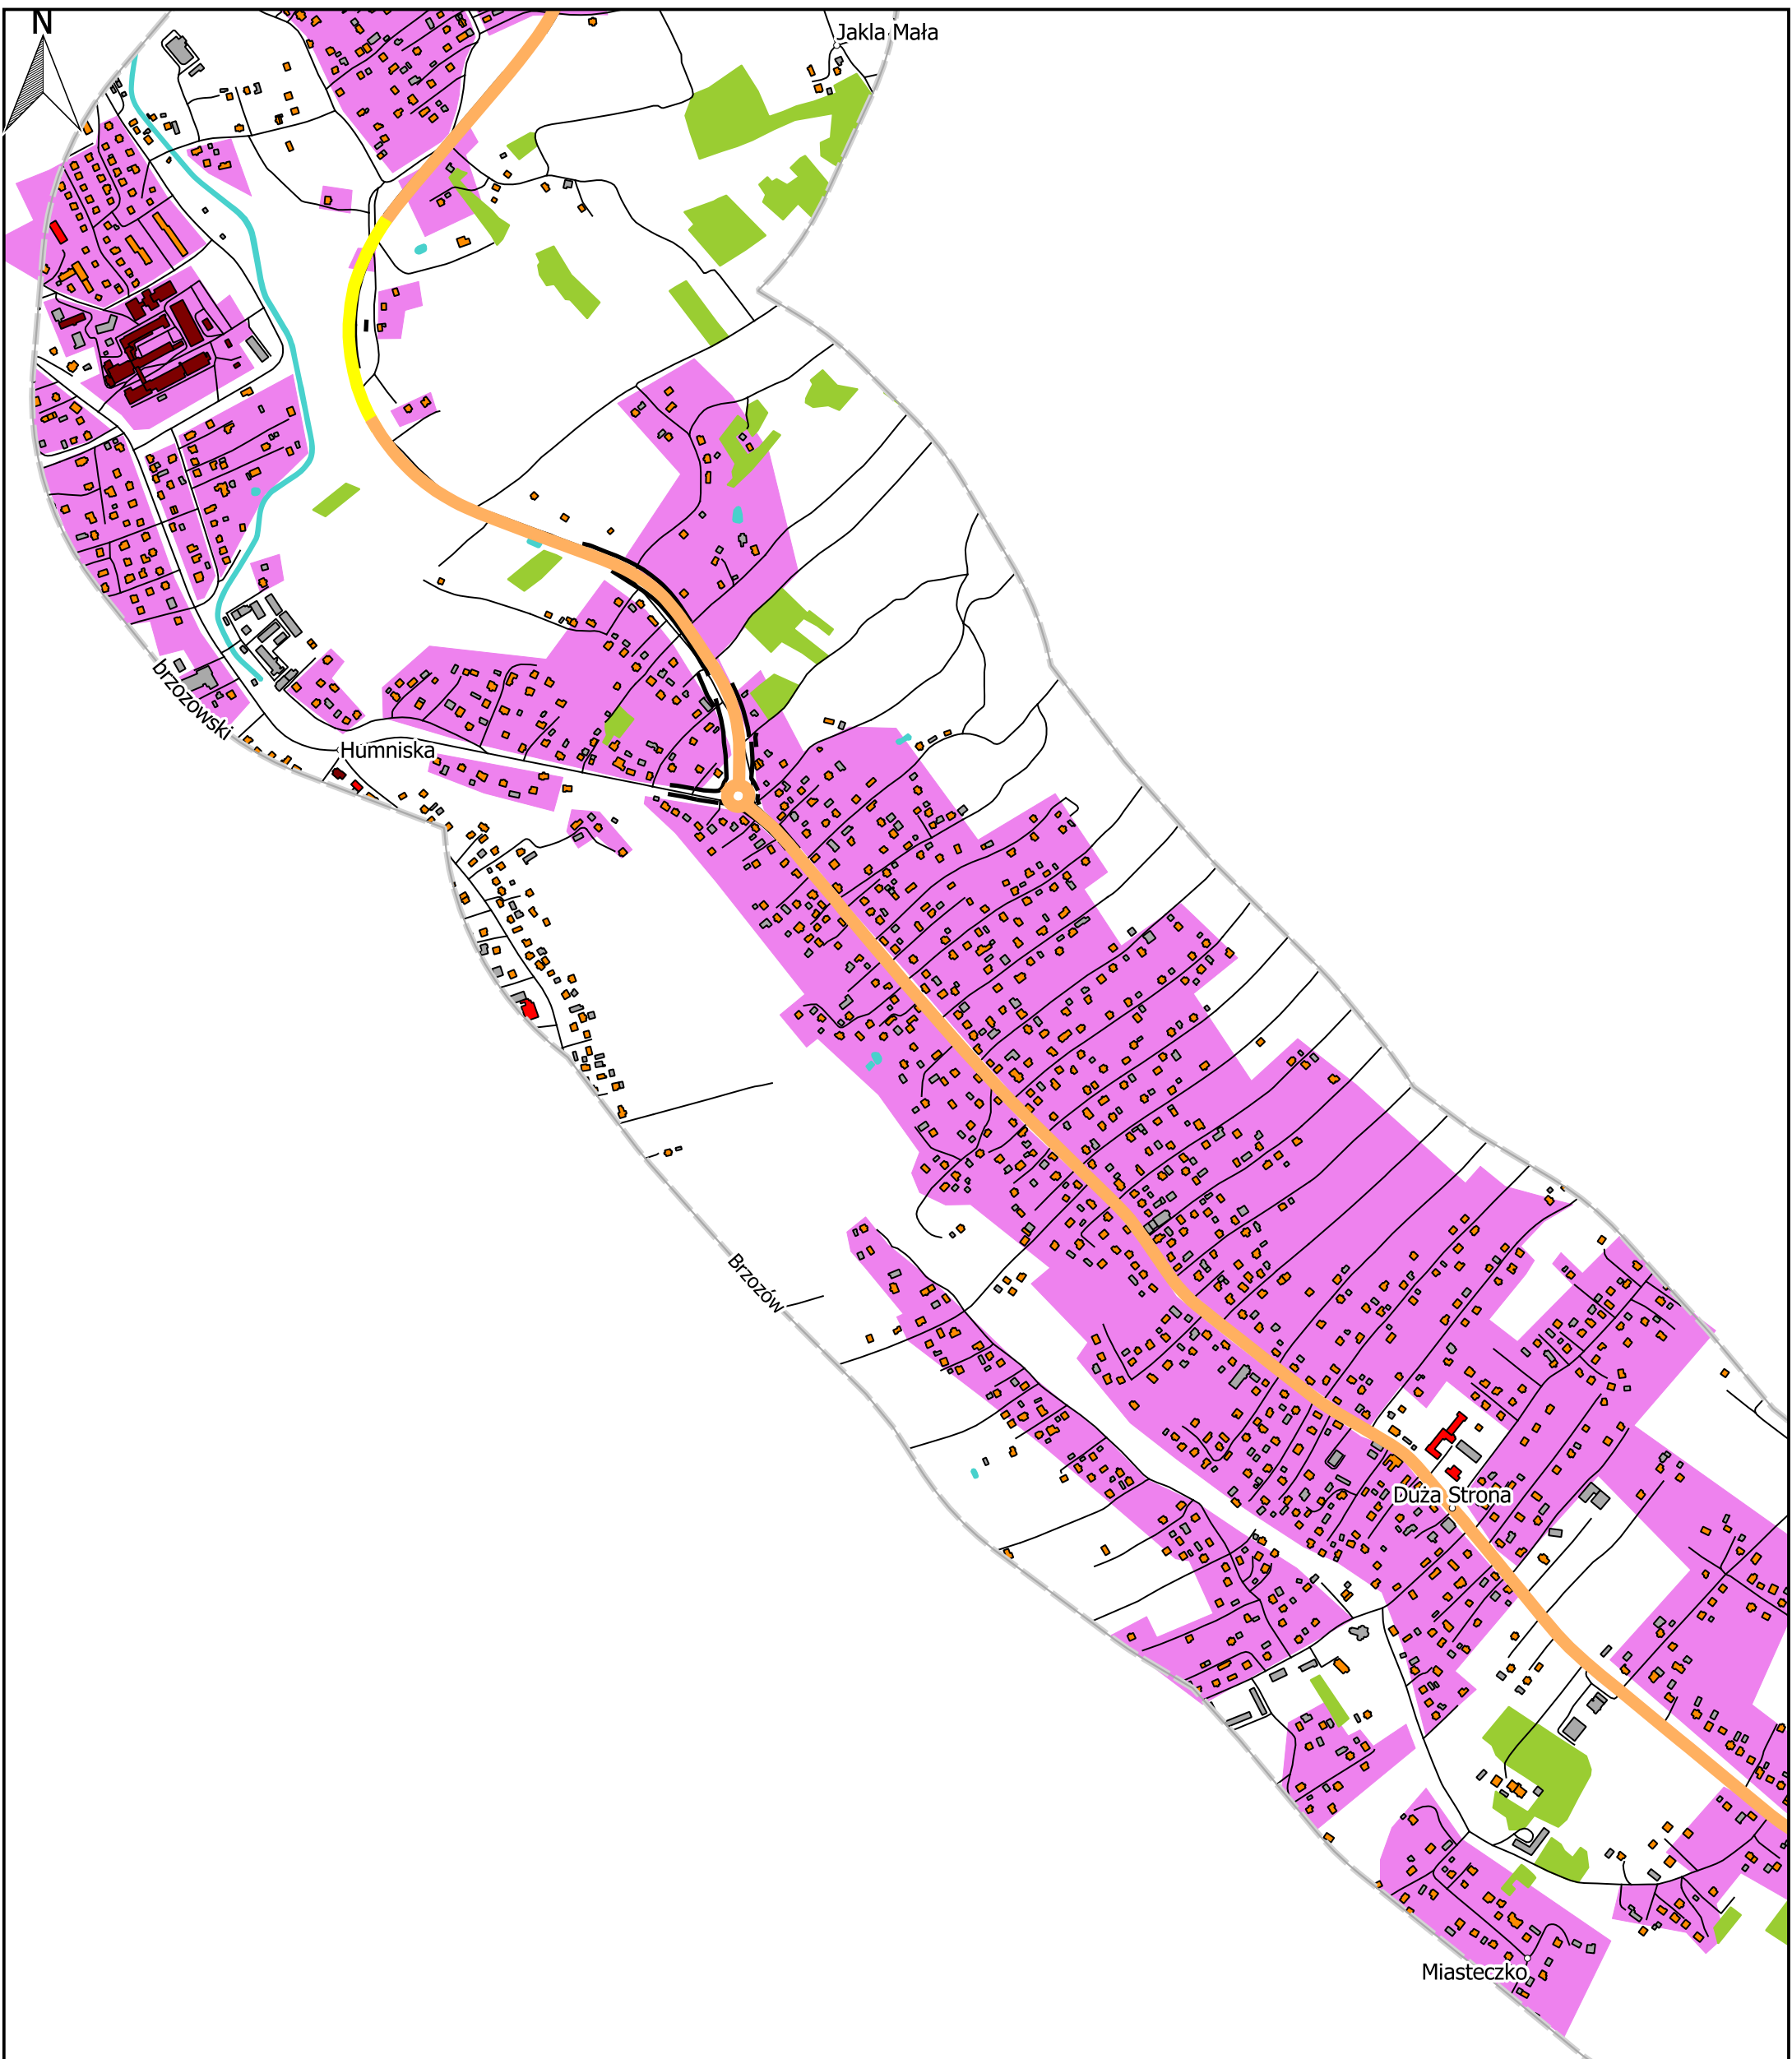 N
Jakla Mała
brzozowski
Humniska
Brzozów
Duża Strona
Miasteczko